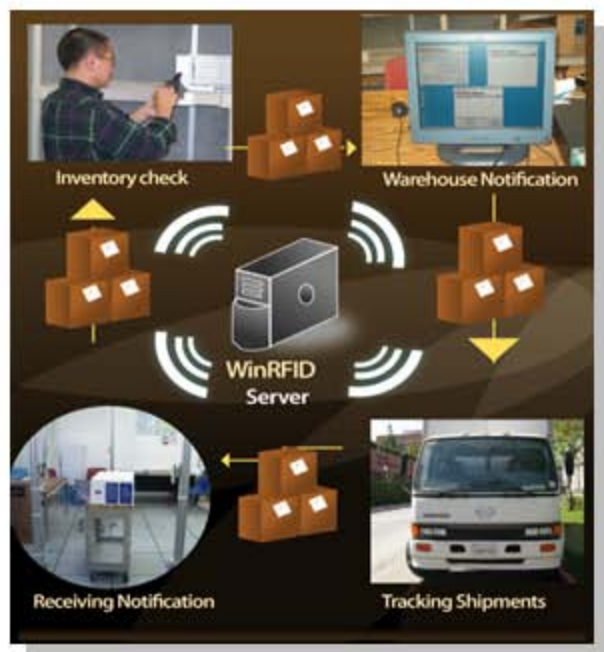 Inventory check
Warehouse Notification
WinRFID
Server
Receiving Notification
Tracking Shipments